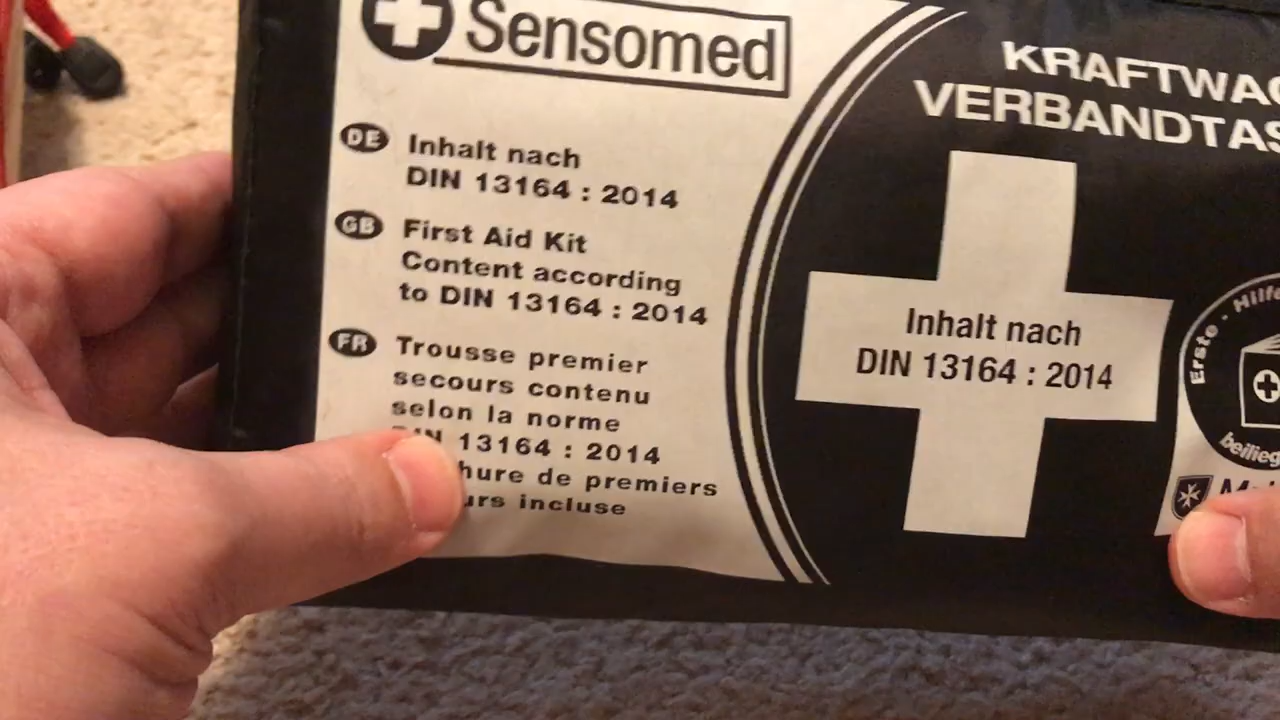 Sensomed
DE Inhalt nach
DIN 13164 : 2014
GB First Aid Kit
Content according
to DIN 13164 : 2014
FR Trousse premier
secours contenu
selon la norme
13164 : 2014
de premiers
incluse
KRAFTWAG
VERBANDTAS
Inhalt nach
DIN 13164 : 2014
Erste - Hilfe
beilieg